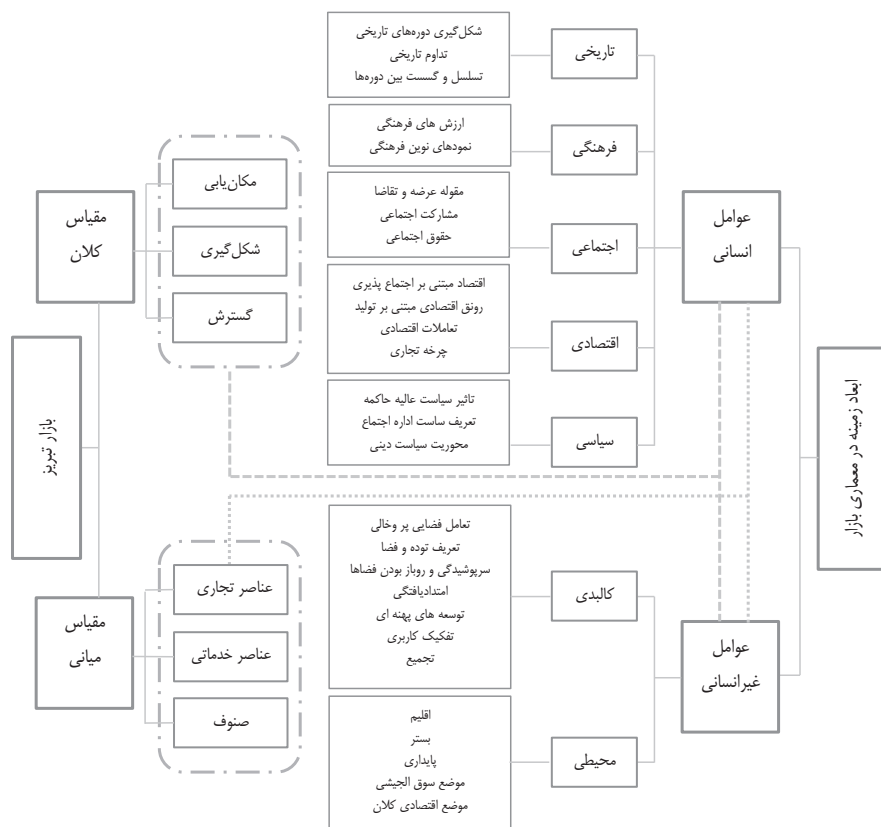 ابعاد زمینه در معماری بازار
عوامل
انسانی
تاریخی
شکل‌گیری دوره‌های تاریخی
تداوم تاریخی
تسلسل و گسست بین دوره‌ها
فرهنگی
ارزش های فرهنگی
نمودهای نوین فرهنگی
اجتماعی
مقوله عرضه و تقاضا
مشارکت اجتماعی
حقوق اجتماعی
اقتصادی
اقتصاد مبتنی بر اجتماع پذیری
رونق اقتصادی مبتنی بر تولید
تعاملات اقتصادی
چرخه تجاری
سیاسی
تاثیر سیاست عالیه حاکمه
تعریف ساست اداره اجتماع
محوریت سیاست دینی
عوامل
غیرانسانی
کالبدی
تعامل فضایی پر وخالی
تعریف توده و فضا
سرپوشیدگی و روباز بودن فضاها
امتدادیافتگی
توسعه های پهنه ای
تفکیک کاربری
تجمیع
محیطی
اقلیم
بستر
پایداری
موضع سوق الجیشی
موضع اقتصادی کلان
مکان‌یابی
شکل‌گیری
گسترش
مقیاس
کلان
عناصر تجاری
عناصر خدماتی
صنوف
مقیاس
میانی
بازار تبریز